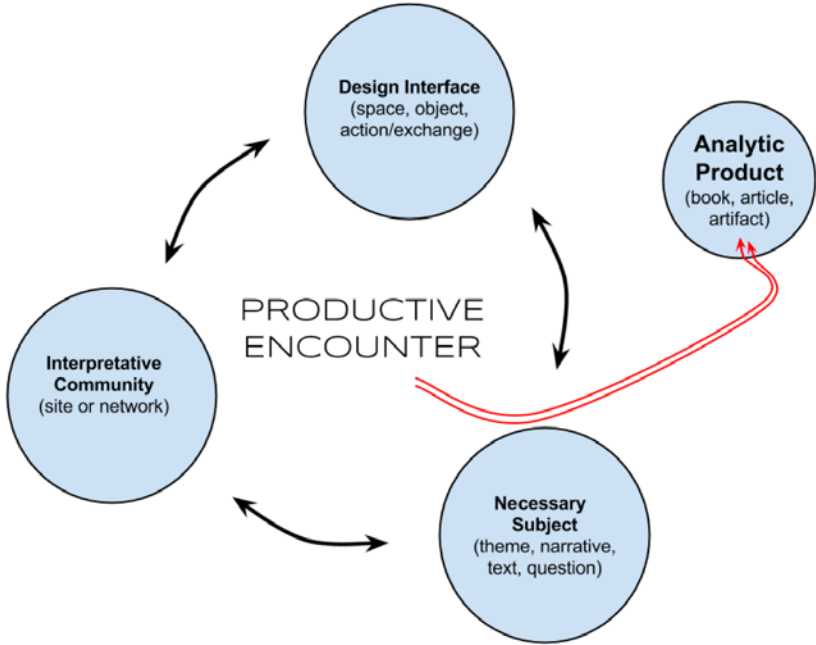 Design Interface
(space, object,
action/exchange)
Analytic
Product
(book, article,
artifact)
PRODUCTIVE
ENCOUNTER
Interpretative
Community
(site or network)
Necessary
Subject
(theme, narrative,
text, question)